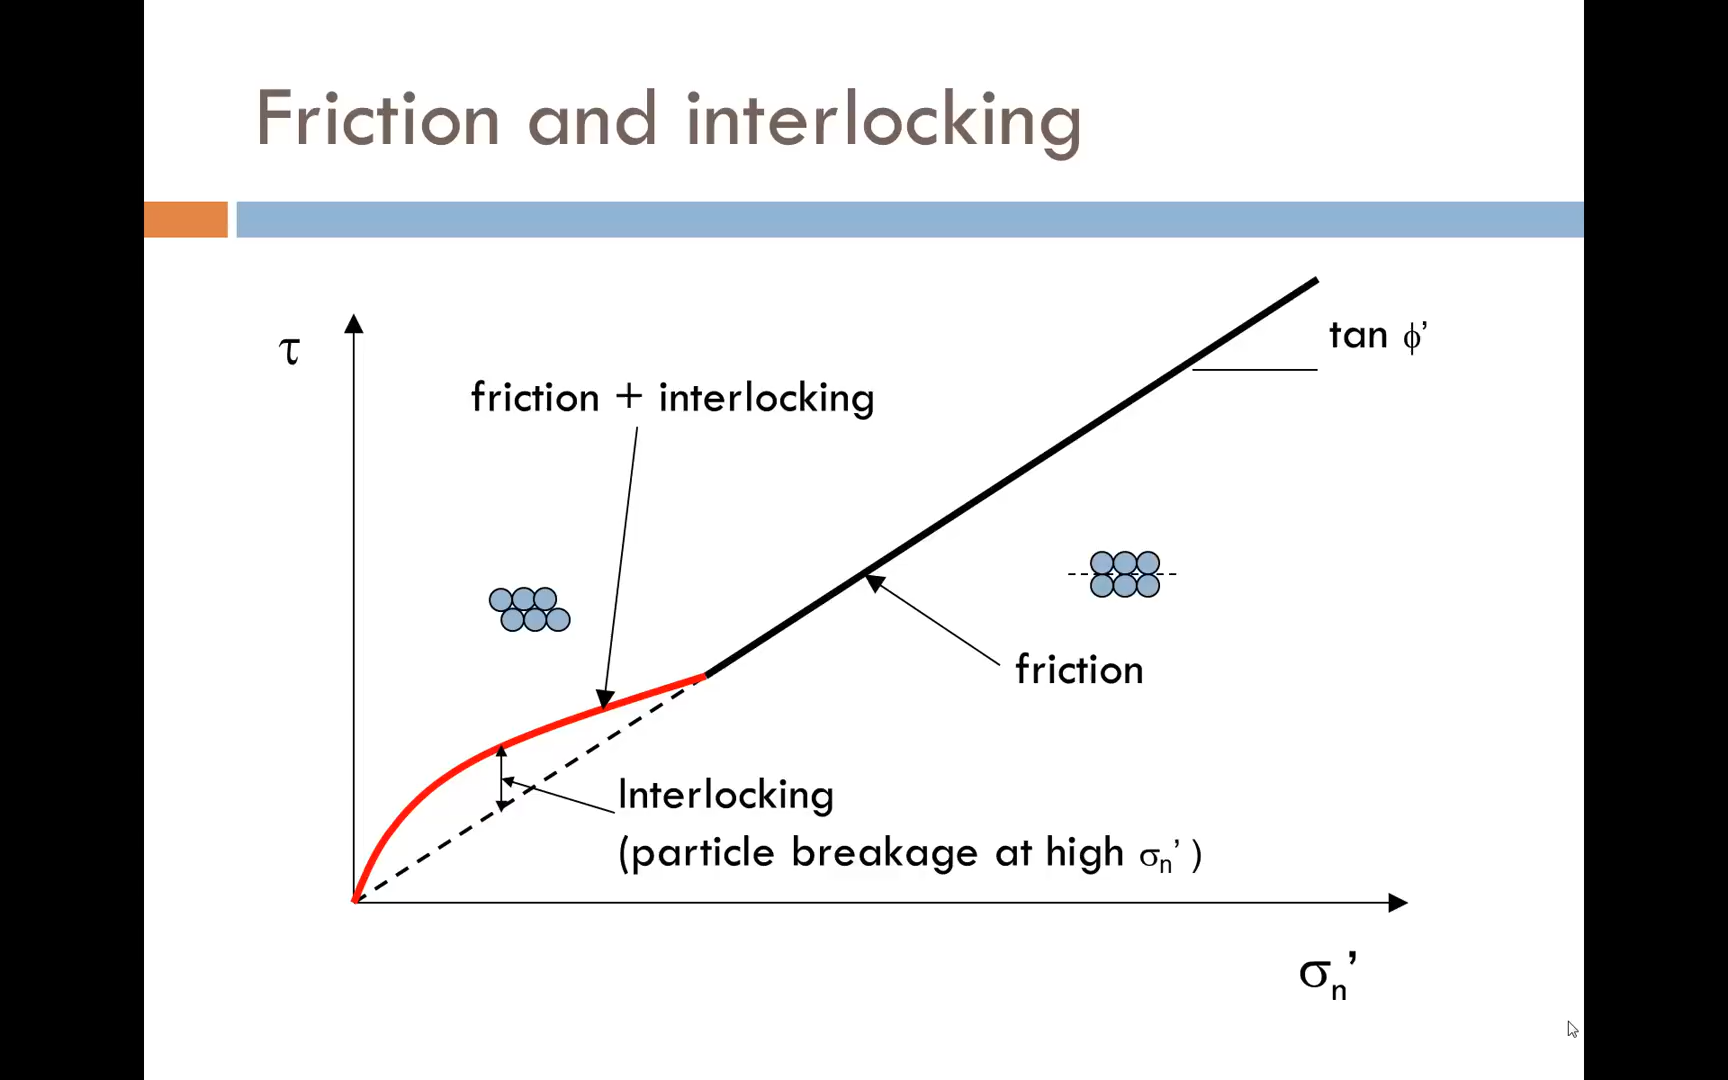 Friction and interlocking
τ
tan ϕ’
friction + interlocking
friction
Interlocking
(particle breakage at high σn’ )
σn’